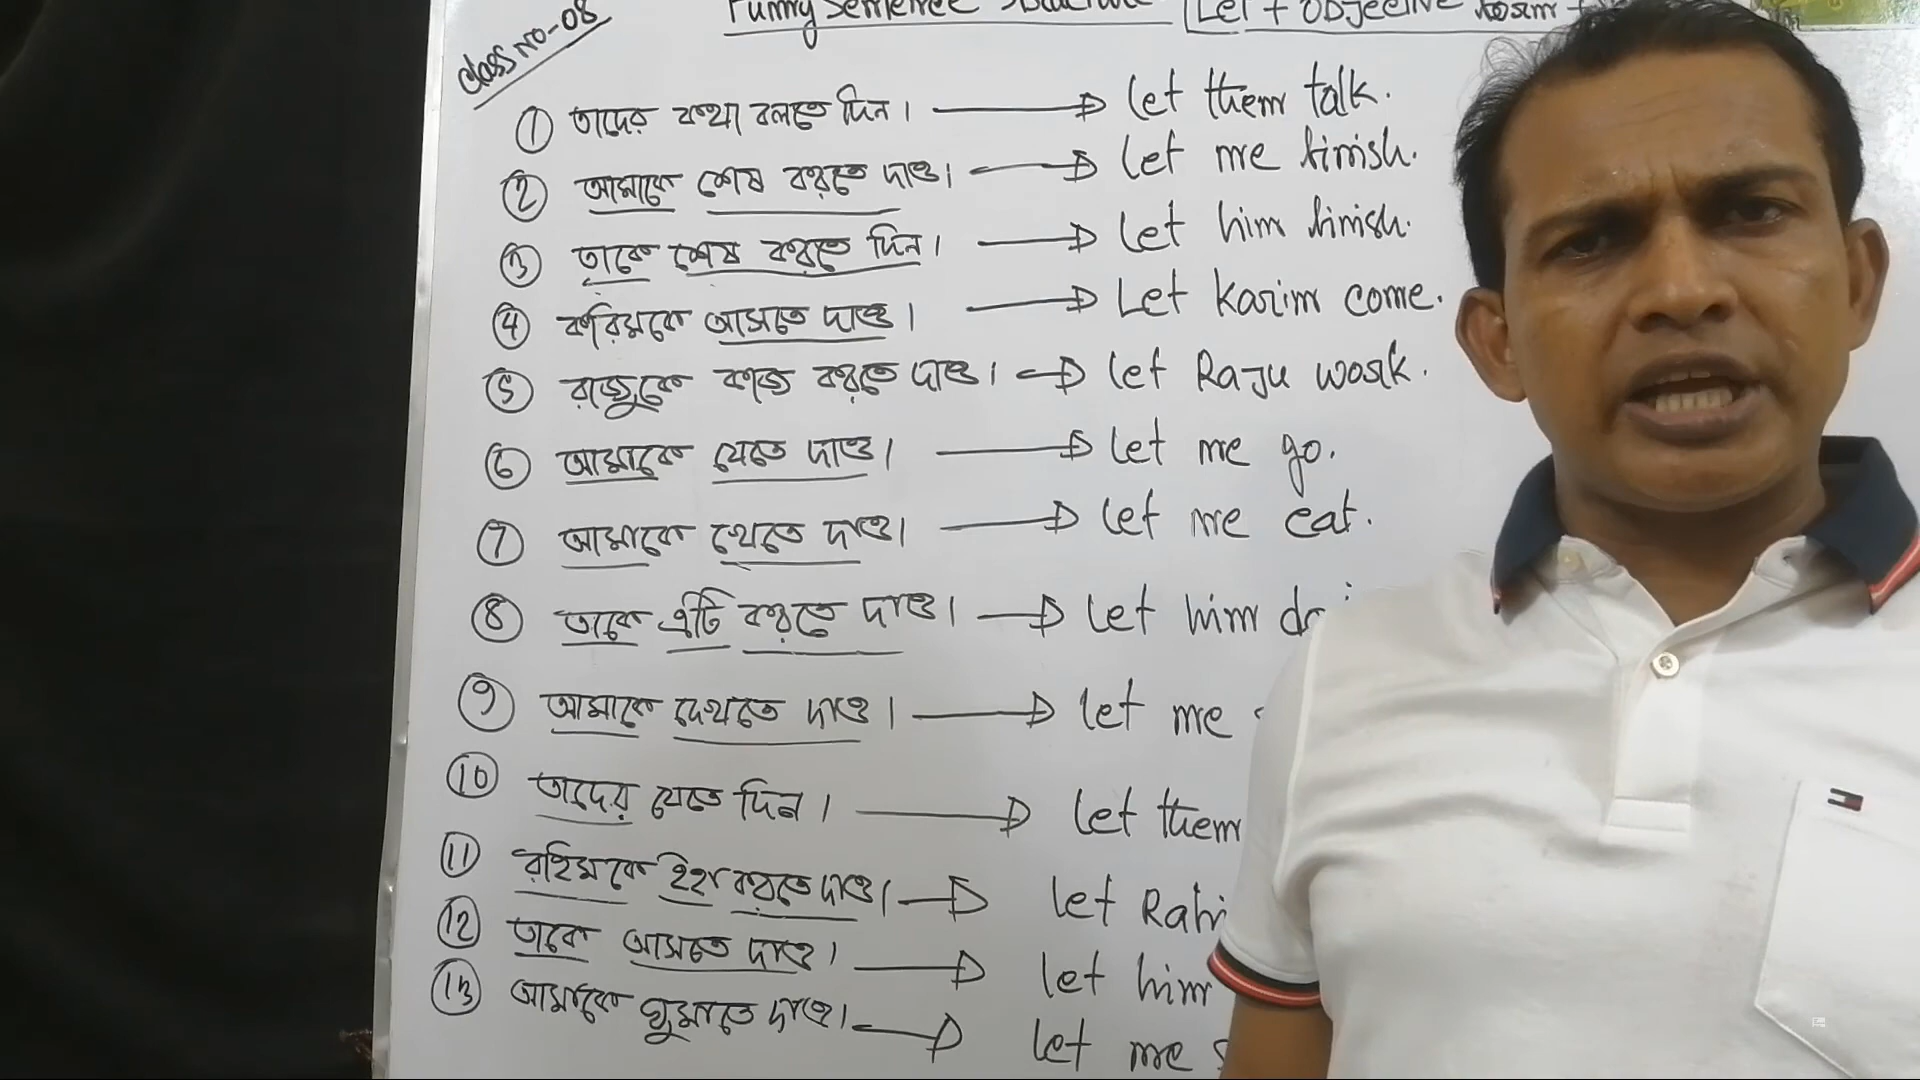 Class No-08
Funny Sentence Structure Let + objective
① তাদের কথা বলতে দিন। → Let them talk.
② আমাকে শেষ করতে দাও। → Let me finish.
③ তাকে শেষ করতে দিন। → Let him finish.
④ করিমকে আসতে দাও। → Let Karim come.
⑤ রাজুকে কাজ করতে দাও। → Let Raju work.
⑥ আমাকে যেতে দাও। → Let me go.
⑦ আমাকে খেতে দাও। → Let me eat.
⑧ তাকে এটি করতে দাও। → Let him do
⑨ আমাকে দেখতে দাও। → Let me
⑩ তাদের যেতে দিন। → Let them
⑪ রহিমকে ইহা করতে দাও। → Let Rahi
⑫ তাকে আসতে দাও। → Let him
⑬ আমাকে ঘুমাতে দাও। → Let me s